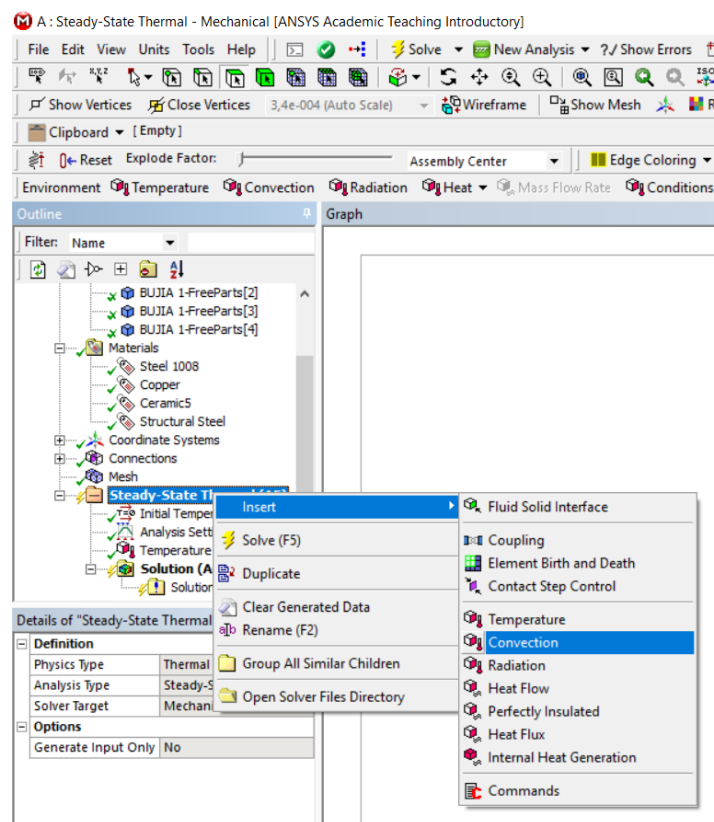 A : Steady-State Thermal - Mechanical [ANSYS Academic Teaching Introductory]
File Edit View Units Tools Help Solve New Analysis ?/ Show Errors
Show Vertices Close Vertices 3,4e-004 (Auto Scale) Wireframe Show Mesh
Clipboard [Empty]
Reset Explode Factor: Assembly Center Edge Coloring
Environment Temperature Convection Radiation Heat Mass Flow Rate Conditions
Outline
Graph
Filter: Name
BUJIA 1-FreeParts[2]
BUJIA 1-FreeParts[3]
BUJIA 1-FreeParts[4]
Materials
Steel 1008
Copper
Ceramic5
Structural Steel
Coordinate Systems
Connections
Mesh
Steady-State
Initial Temper
Analysis Sett
Temperature
Solution (A
Solution
Insert
Solve (F5)
Duplicate
Clear Generated Data
Rename (F2)
Group All Similar Children
Open Solver Files Directory
Fluid Solid Interface
Coupling
Element Birth and Death
Contact Step Control
Temperature
Convection
Radiation
Heat Flow
Perfectly Insulated
Heat Flux
Internal Heat Generation
Commands
Details of "Steady-State Thermal
Definition
Physics Type Thermal
Analysis Type Steady-S
Solver Target Mechani
Options
Generate Input Only No